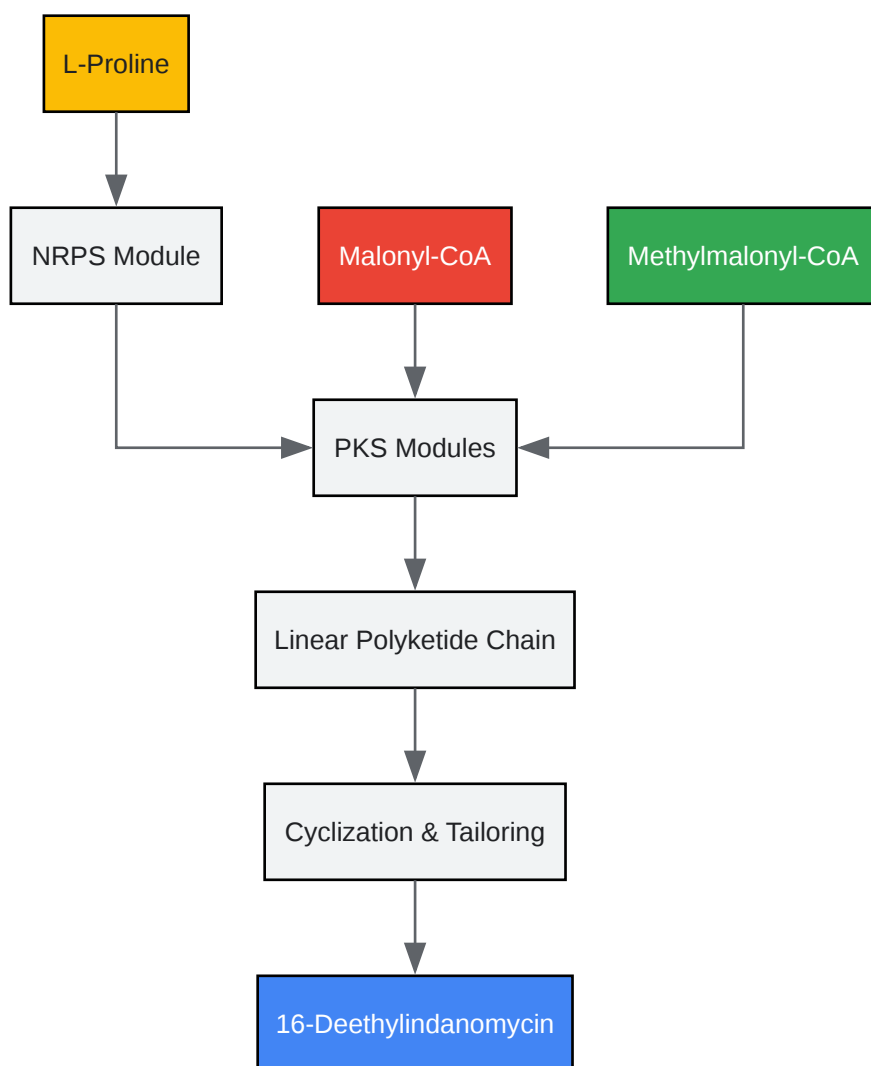 L-Proline
NRPS Module
Malonyl-CoA
Methylmalonyl-CoA
PKS Modules
Linear Polyketide Chain
Cyclization & Tailoring
16-Deethylindanomycin